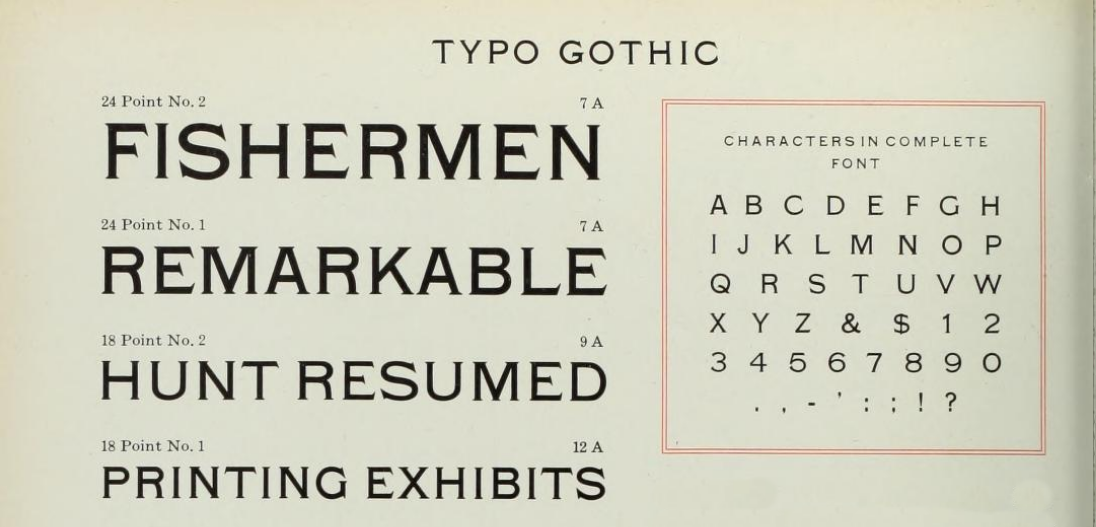 TYPO GOTHIC
24 Point No. 2 7 A
FISHERMEN
24 Point No. 1 7 A
REMARKABLE
18 Point No. 2 9 A
HUNT RESUMED
18 Point No. 1 12 A
PRINTING EXHIBITS
CHARACTERS IN COMPLETE
FONT
A B C D E F G H
I J K L M N O P
Q R S T U V W
X Y Z & $ 1 2
3 4 5 6 7 8 9 0
. , - ' : ; ! ?